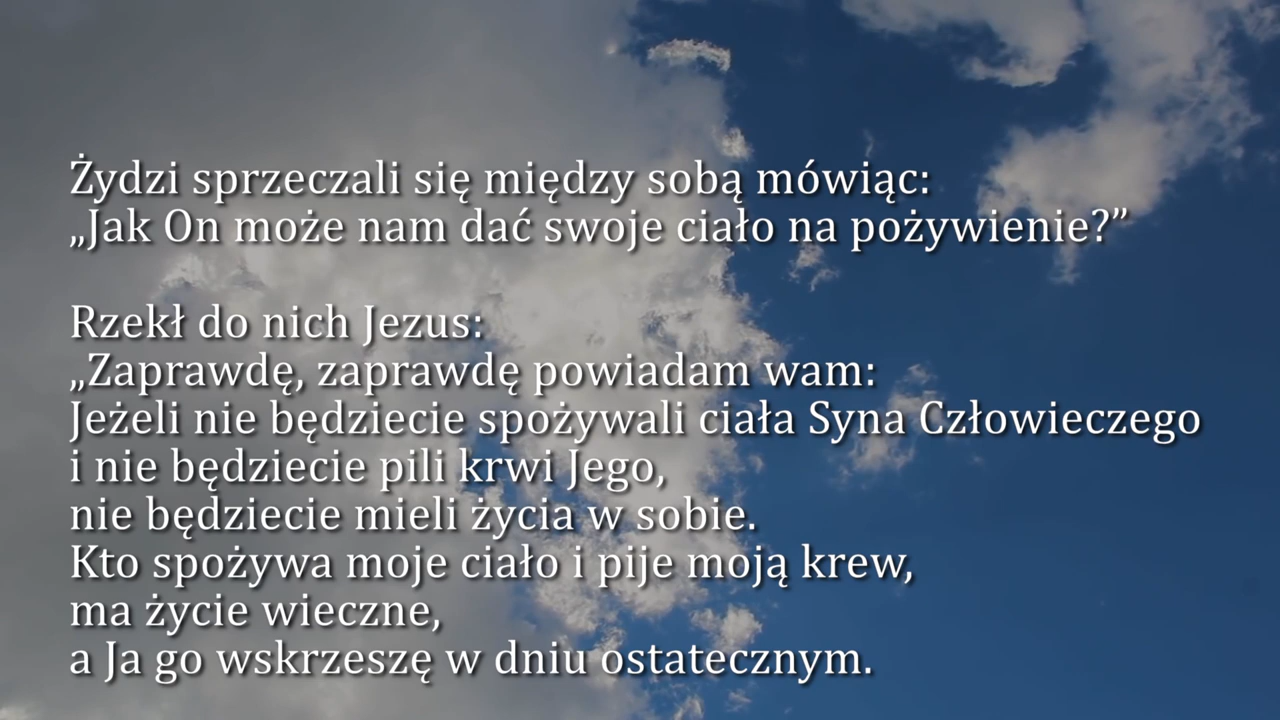 Żydzi sprzeczali się między sobą mówiąc:
„Jak On może nam dać swoje ciało na pożywienie?”
Rzekł do nich Jezus:
„Zaprawdę, zaprawdę powiadam wam:
Jeżeli nie będziecie spożywali ciała Syna Człowieczego
i nie będziecie pili krwi Jego,
nie będziecie mieli życia w sobie.
Kto spożywa moje ciało i pije moją krew,
ma życie wieczne,
a Ja go wskrzeszę w dniu ostatecznym.